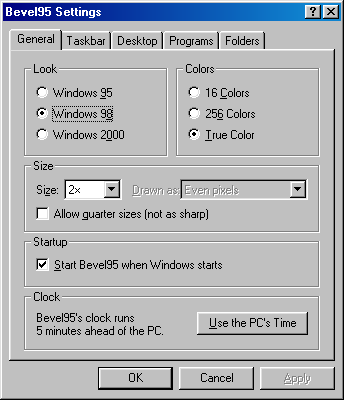 Bevel95 Settings
General Taskbar Desktop Programs Folders
Look Colors
Windows 95 16 Colors
Windows 98 256 Colors
Windows 2000 True Color
Size
Size: 2x Drawn as: Even pixels
Allow quarter sizes (not as sharp)
Startup
Start Bevel95 when Windows starts
Clock
Bevel95's clock runs
5 minutes ahead of the PC.
Use the PC's Time
OK Cancel Apply